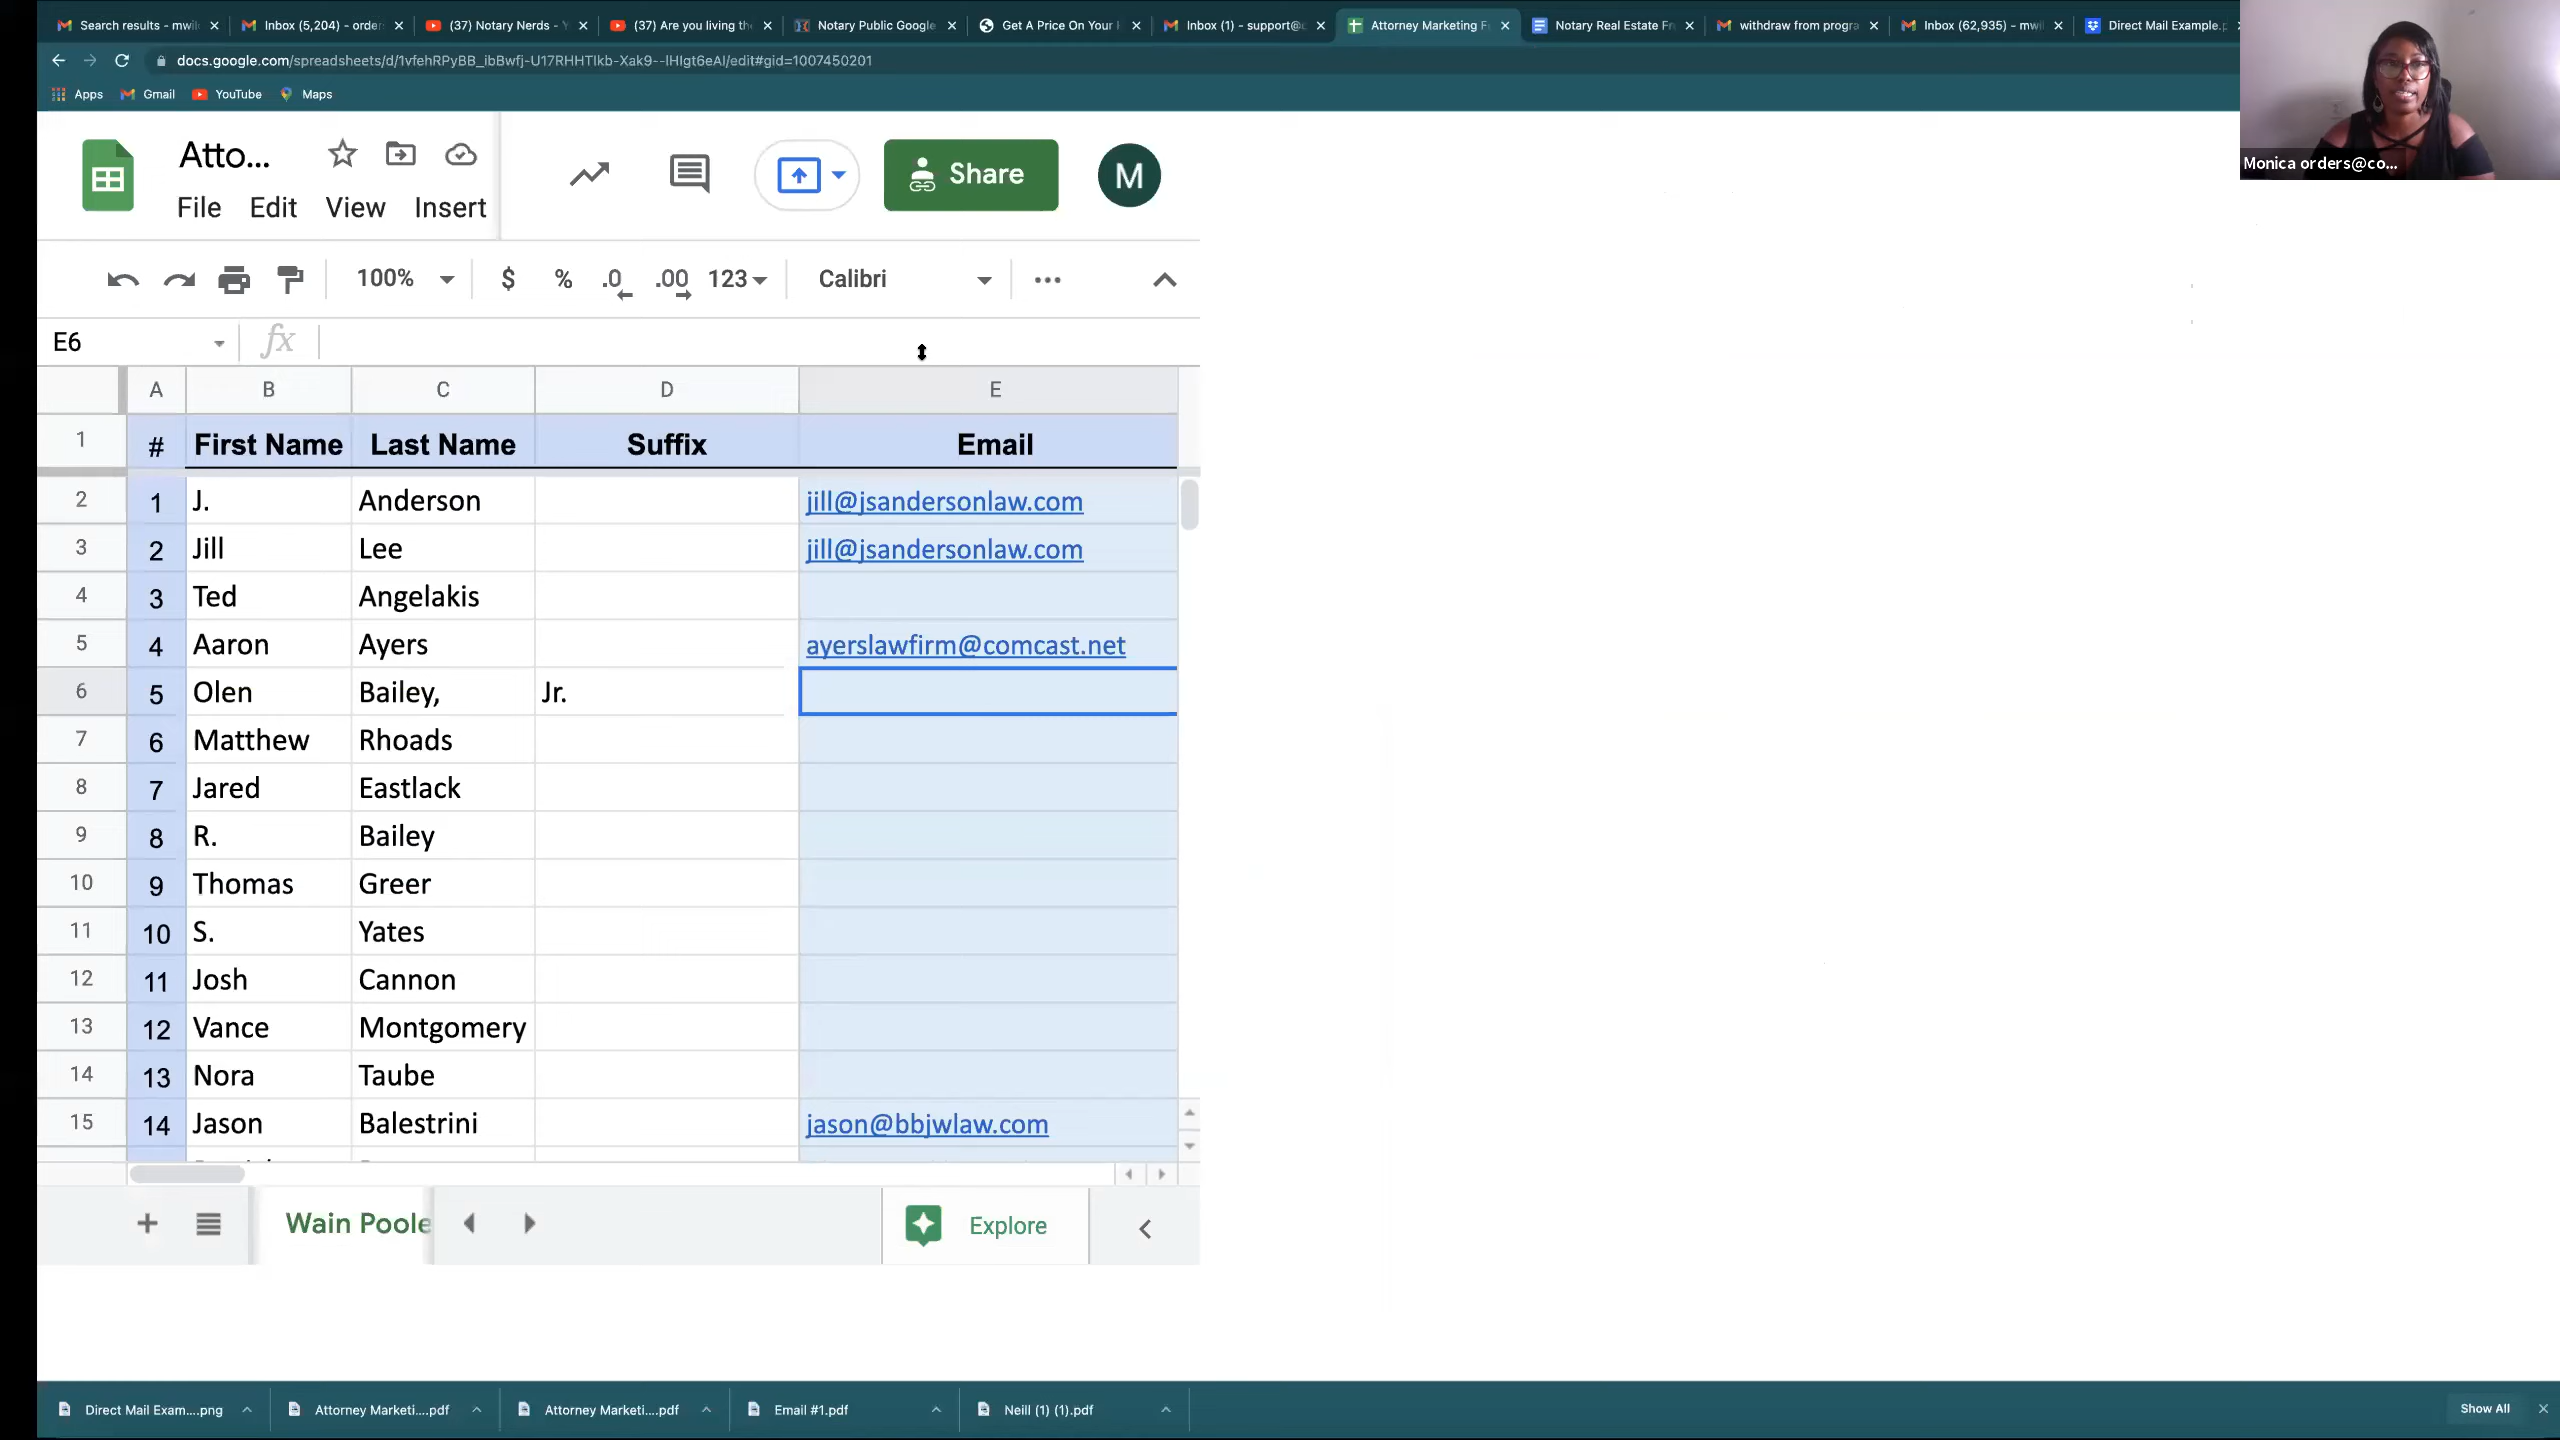 Search results - mwil
Inbox (5,204) - order
(37) Notary Nerds - Y
(37) Are you living the
Notary Public Google
Get A Price On Your
Inbox (1) - support@
Attorney Marketing F
Notary Real Estate Fr
withdraw from progra
Inbox (62,935) - mw
Direct Mail Example.
docs.google.com/spreadsheets/d/1vfehRPyBB_ibBwfj-U17RHHTIkb-Xak9--IHIgt6eAI/edit#gid=1007450201
Apps Gmail YouTube Maps
Monica orders@co...
Atto...
File Edit View Insert
Share M
100% $ % .0 .00 123 Calibri
E6 fx
A B C D E
1 # First Name Last Name Suffix Email
2 1 J. Anderson jill@jsandersonlaw.com
3 2 Jill Lee jill@jsandersonlaw.com
4 3 Ted Angelakis
5 4 Aaron Ayers ayerslawfirm@comcast.net
6 5 Olen Bailey, Jr.
7 6 Matthew Rhoads
8 7 Jared Eastlack
9 8 R. Bailey
10 9 Thomas Greer
11 10 S. Yates
12 11 Josh Cannon
13 12 Vance Montgomery
14 13 Nora Taube
15 14 Jason Balestrini jason@bbjwlaw.com
Wain Poole
Explore
Direct Mail Exam....png
Attorney Marketi....pdf
Attorney Marketi....pdf
Email #1.pdf
Neill (1) (1).pdf
Show All